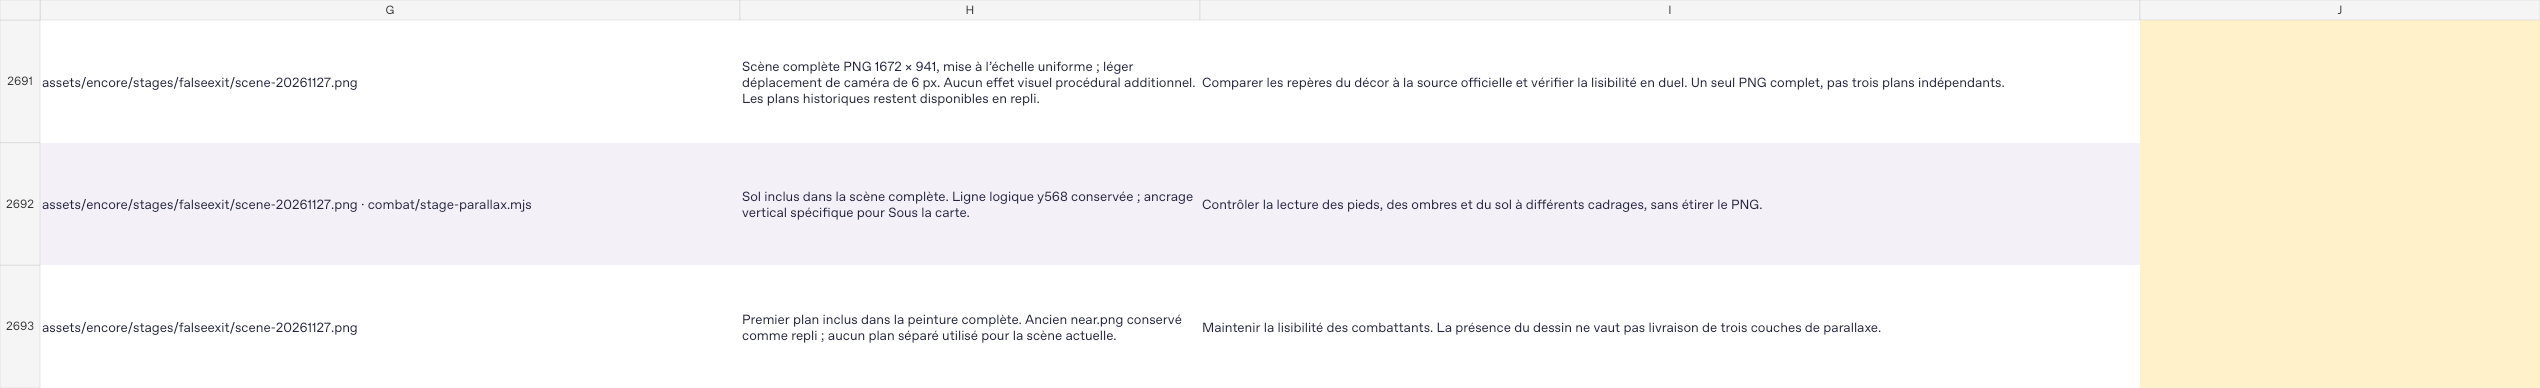 G
H
I
J
2691
assets/encore/stages/falseexit/scene-20261127.png
Scène complète PNG 1672 × 941, mise à l’échelle uniforme ; léger
déplacement de caméra de 6 px. Aucun effet visuel procédural additionnel.
Les plans historiques restent disponibles en repli.
Comparer les repères du décor à la source officielle et vérifier la lisibilité en duel. Un seul PNG complet, pas trois plans indépendants.
2692
assets/encore/stages/falseexit/scene-20261127.png · combat/stage-parallax.mjs
Sol inclus dans la scène complète. Ligne logique y568 conservée ; ancrage
vertical spécifique pour Sous la carte.
Contrôler la lecture des pieds, des ombres et du sol à différents cadrages, sans étirer le PNG.
2693
assets/encore/stages/falseexit/scene-20261127.png
Premier plan inclus dans la peinture complète. Ancien near.png conservé
comme repli ; aucun plan séparé utilisé pour la scène actuelle.
Maintenir la lisibilité des combattants. La présence du dessin ne vaut pas livraison de trois couches de parallaxe.